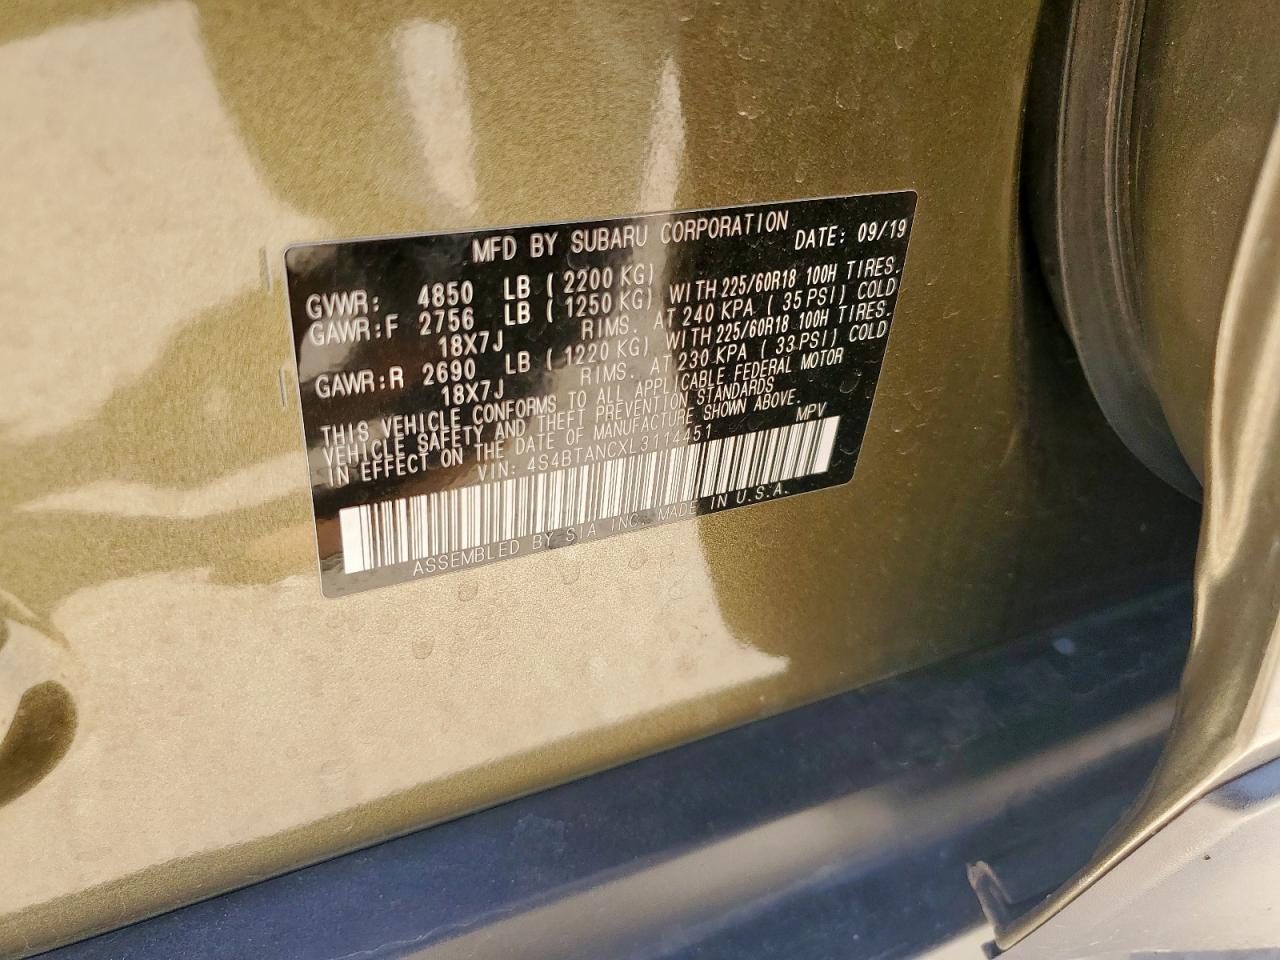 MFD BY SUBARU CORPORATION DATE: 09/19
GVWR: 4850 LB ( 2200 KG)
GAWR:F 2756 LB ( 1250 KG) WITH 225/60R18 100H TIRES.
18X7J RIMS. AT 240 KPA ( 35 PSI) COLD
GAWR:R 2690 LB ( 1220 KG) WITH 225/60R18 100H TIRES.
18X7J RIMS. AT 230 KPA ( 33 PSI) COLD
THIS VEHICLE CONFORMS TO ALL APPLICABLE FEDERAL MOTOR
VEHICLE SAFETY AND THEFT PREVENTION STANDARDS
IN EFFECT ON THE DATE OF MANUFACTURE SHOWN ABOVE.
VIN: 4S4BTANCXL3114451 MPV
ASSEMBLED BY SIA INC. MADE IN U.S.A.